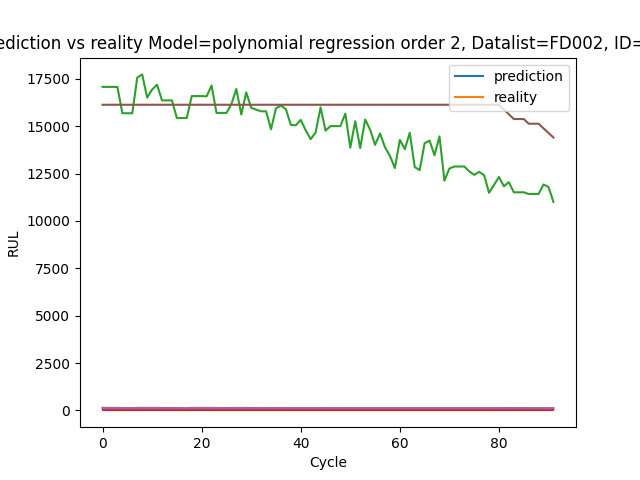 ediction vs reality Model=polynomial regression order 2, Datalist=FD002, ID=
prediction
reality
17500
15000
12500
10000
7500
5000
2500
0
RUL
0 20 40 60 80
Cycle